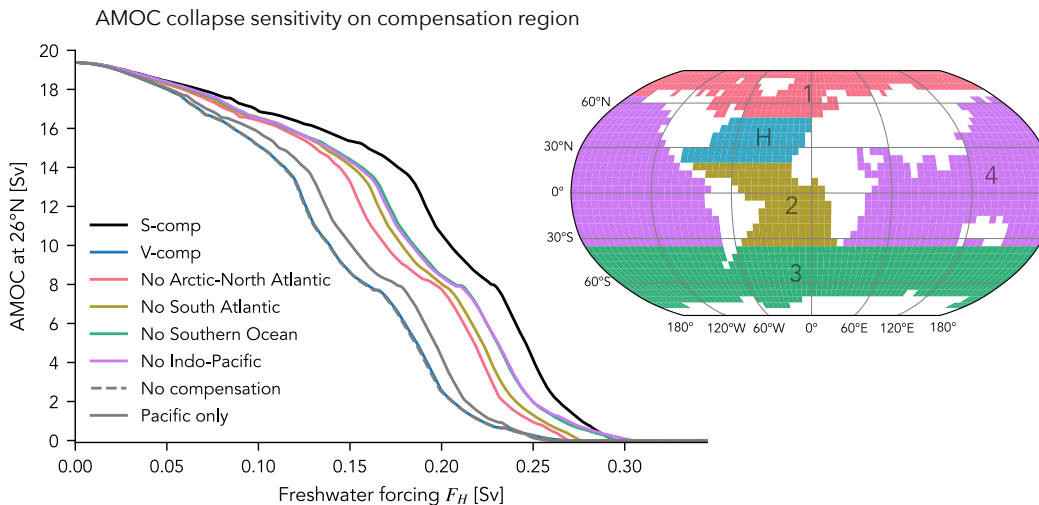 AMOC collapse sensitivity on compensation region
AMOC at 26°N [Sv]
20
18
16
14
12
10
8
6
4
2
0
0.00 0.05 0.10 0.15 0.20 0.25 0.30
Freshwater forcing F_H [Sv]
S-comp
V-comp
No Arctic-North Atlantic
No South Atlantic
No Southern Ocean
No Indo-Pacific
No compensation
Pacific only
60°N
30°N
0°
30°S
60°S
1
H
4
2
3
180° 120°W 60°W 0° 60°E 120°E 180°